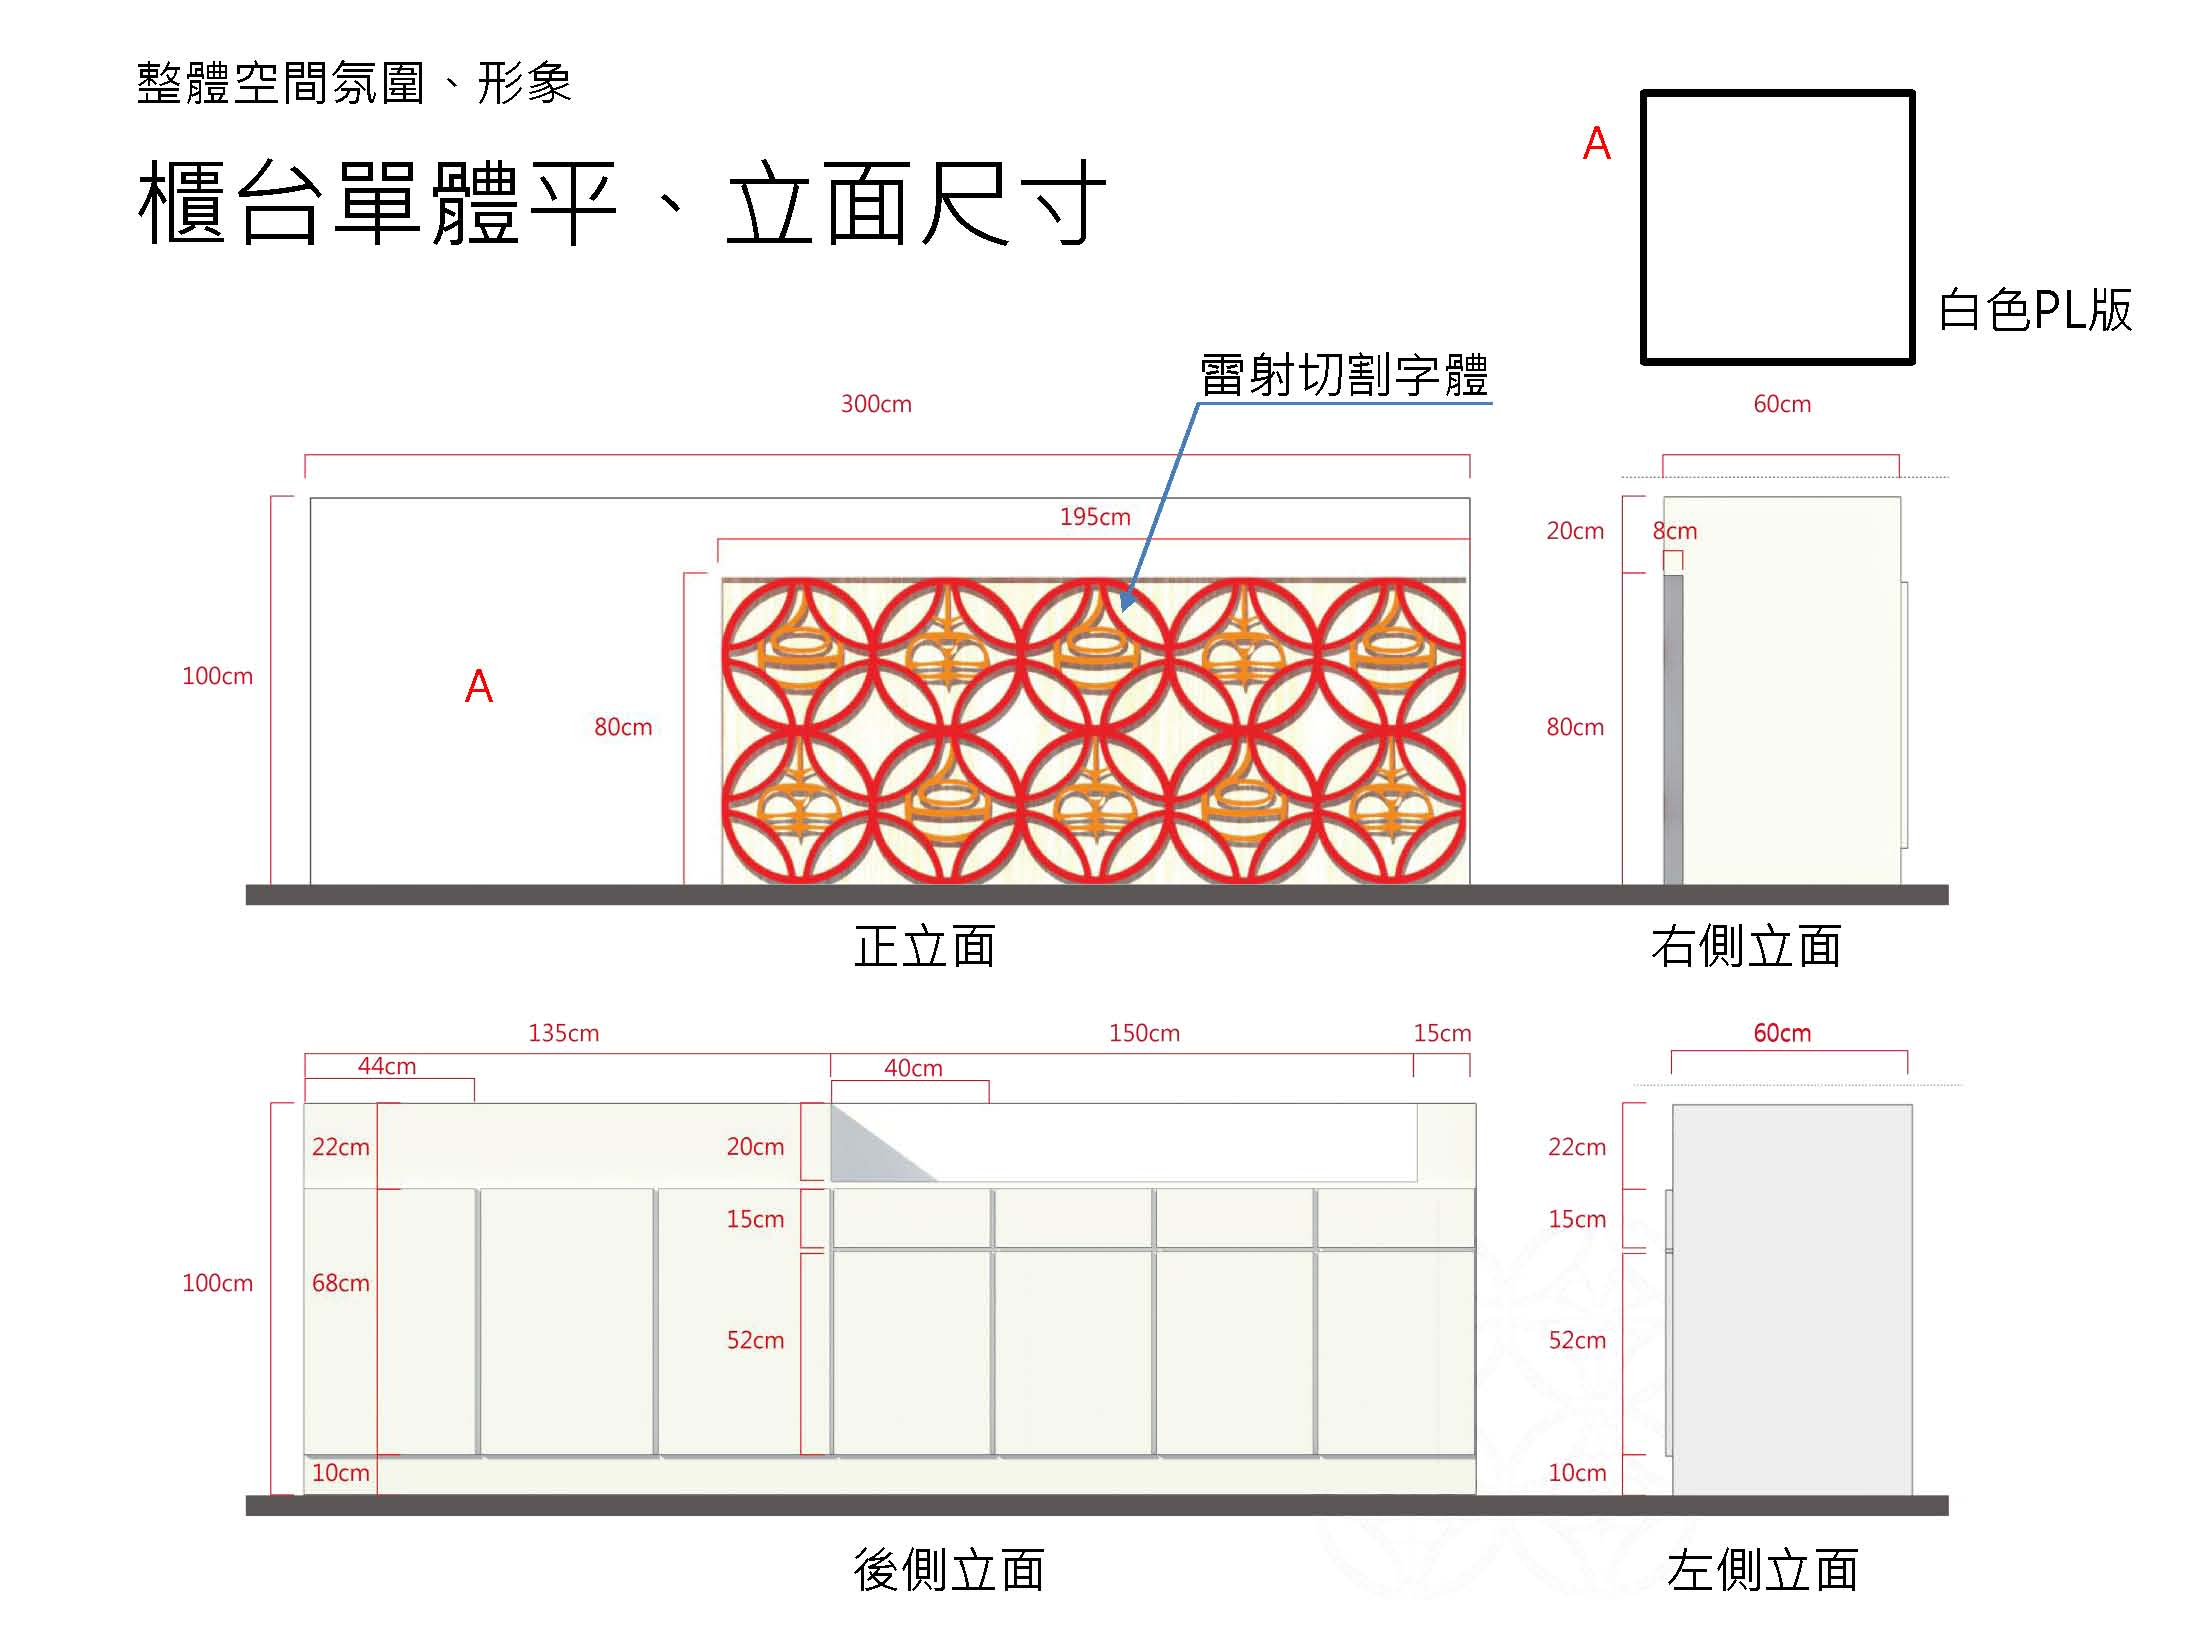 整體空間氛圍、形象
櫃台單體平、立面尺寸
A
白色PL版
雷射切割字體
300cm
60cm
195cm
20cm
8cm
100cm
A
80cm
80cm
正立面
右側立面
135cm
150cm
15cm
60cm
44cm
40cm
22cm
20cm
22cm
15cm
15cm
100cm
68cm
52cm
52cm
10cm
10cm
後側立面
左側立面